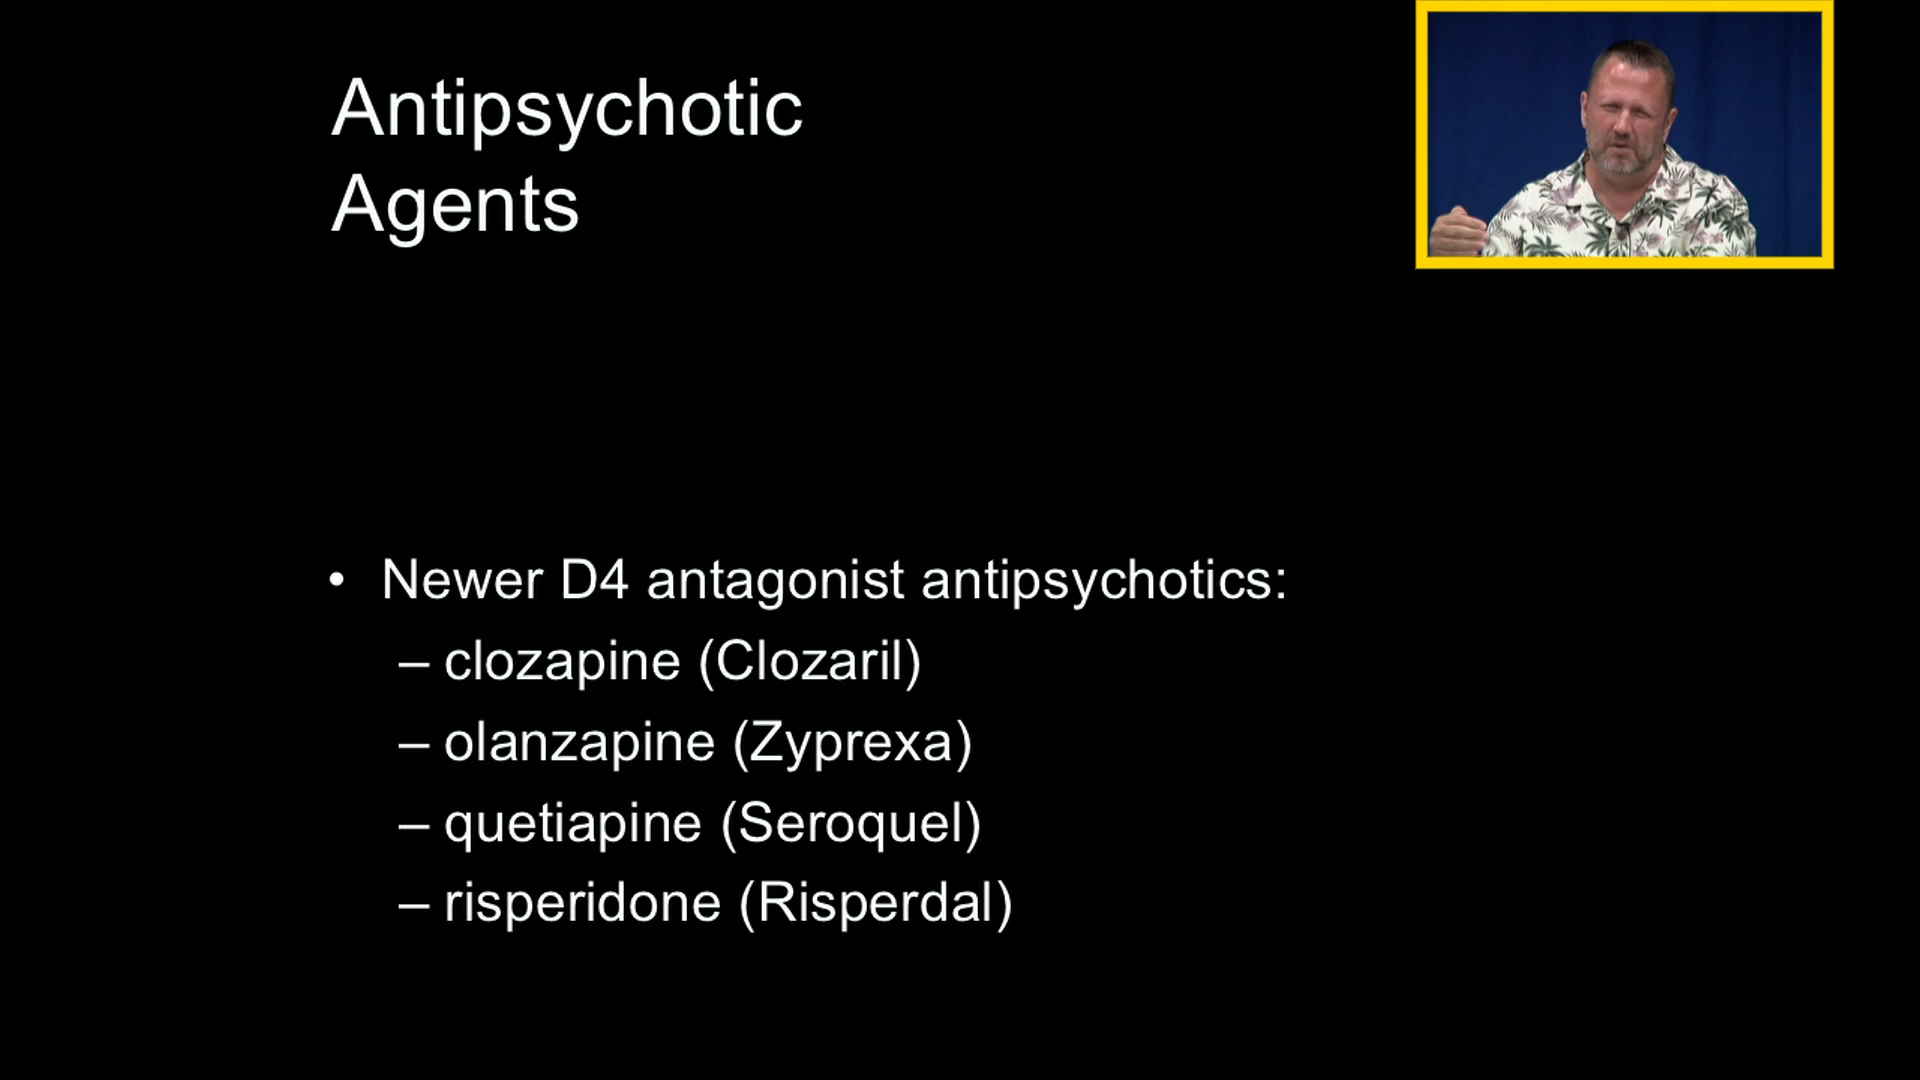 Antipsychotic
Agents
• Newer D4 antagonist antipsychotics:
– clozapine (Clozaril)
– olanzapine (Zyprexa)
– quetiapine (Seroquel)
– risperidone (Risperdal)